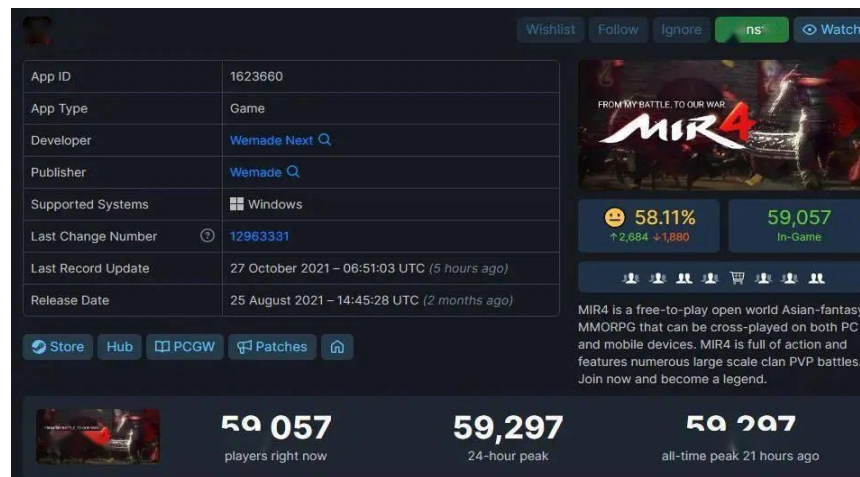 Wishlist Follow Ignore Watch
App ID 1623660
App Type Game
Developer Wemade Next
Publisher Wemade
Supported Systems Windows
Last Change Number ? 12963331
Last Record Update 27 October 2021 – 06:51:03 UTC (5 hours ago)
Release Date 25 August 2021 – 14:45:28 UTC (2 months ago)
Store Hub PCGW Patches
FROM MY BATTLE, TO OUR WAR
MIR4
58.11%
↑2,684 ↓1,880
59,057
In-Game
MIR4 is a free-to-play open world Asian-fantasy
MMORPG that can be cross-played on both PC
and mobile devices. MIR4 is full of action and
features numerous large scale clan PVP battles.
Join now and become a legend.
59,057
players right now
59,297
24-hour peak
59,297
all-time peak 21 hours ago